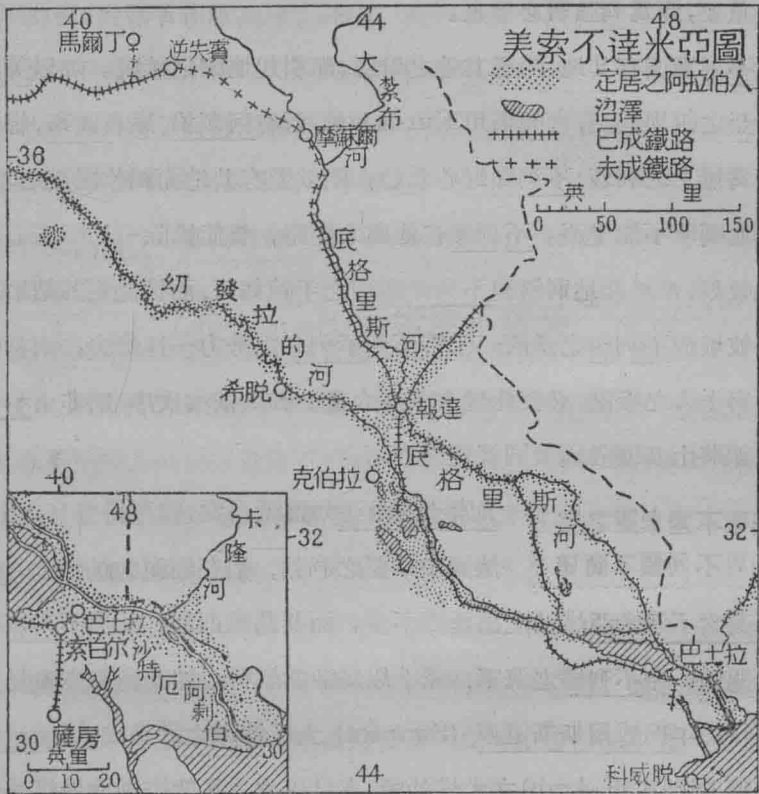 美索不達米亞圖
定居之阿拉伯人
沼澤
已成鐵路
未成鐵路
英 里
0 50 100 150
40
44
48
馬爾丁
逆失賓
大紮布河
摩蘇爾
36
底格里斯河
幼發拉的河
希脫
報達
克伯拉
底格里斯河
32
32
巴士拉
科威脫
44
40
48
卡隆河
巴士
索白爾
沙特厄阿剌白
薩房
30
30
英里
0 10 20